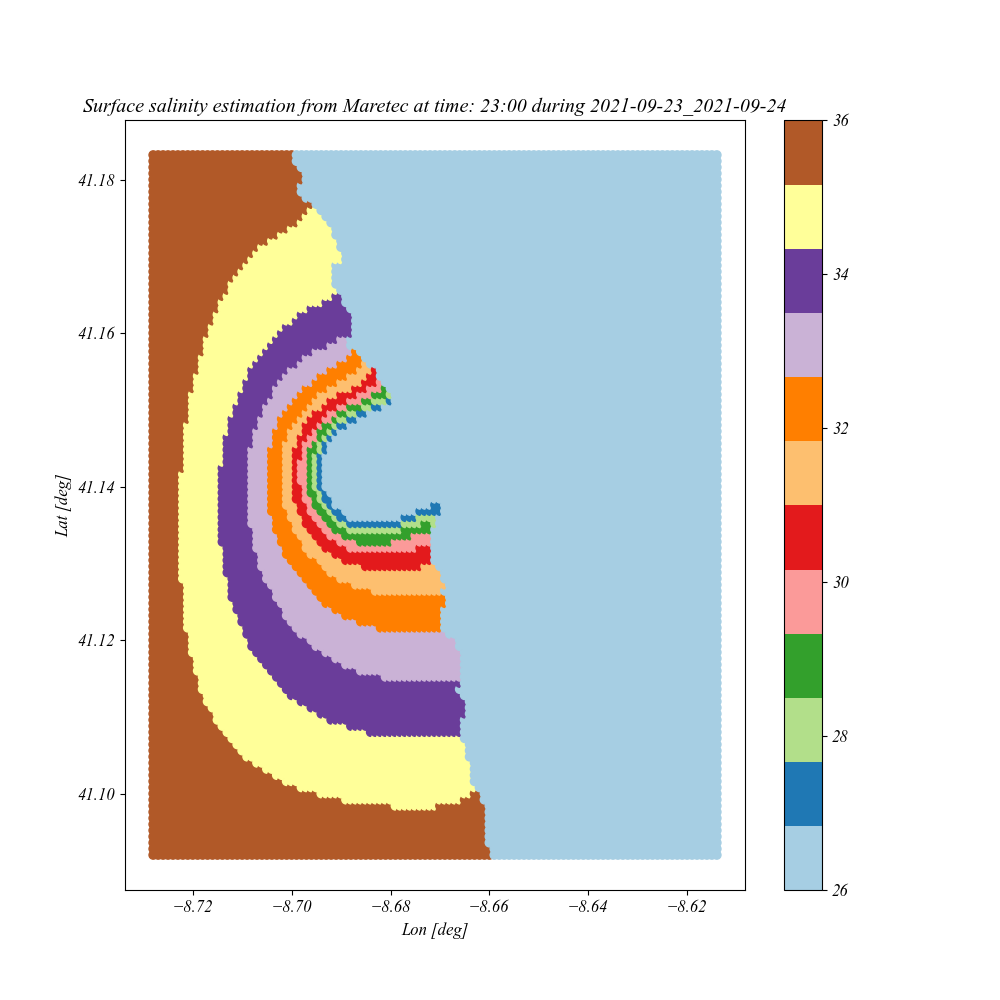 Surface salinity estimation from Maretec at time: 23:00 during 2021-09-23_2021-09-24
36
34
32
30
28
26
41.18
41.16
41.14
41.12
41.10
Lat [deg]
−8.72 −8.70 −8.68 −8.66 −8.64 −8.62
Lon [deg]